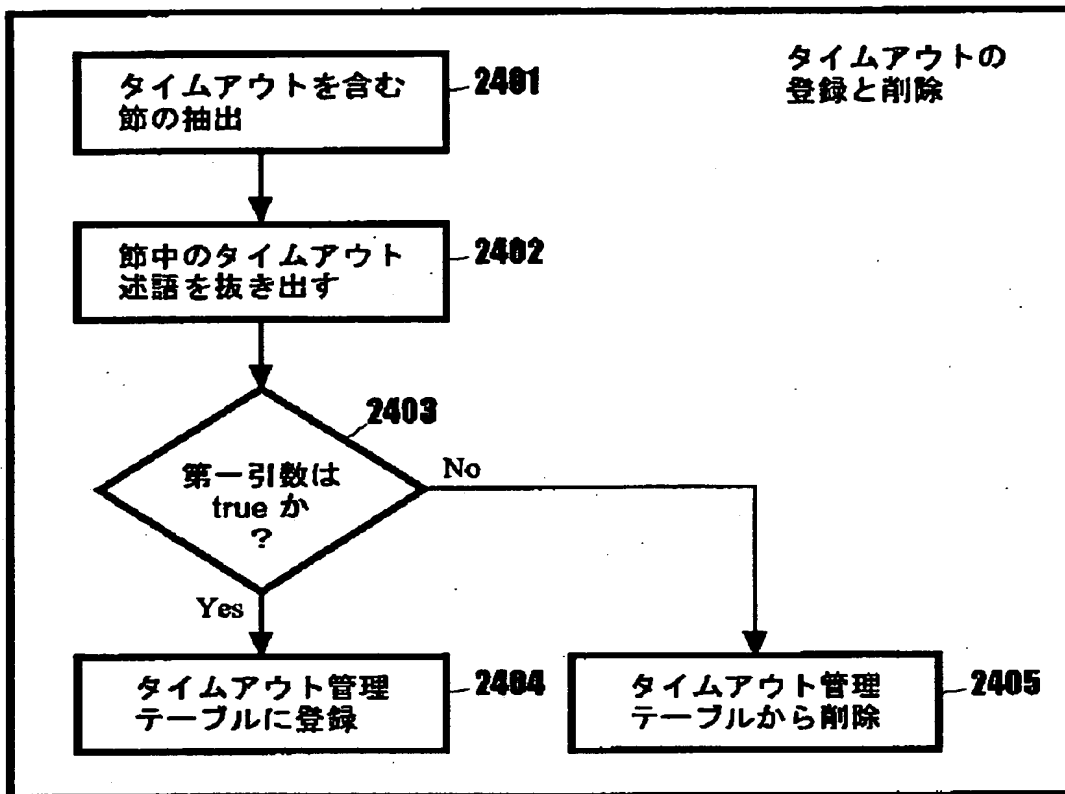 タイムアウトの
登録と削除
タイムアウトを含む
節の抽出
2401
節中のタイムアウト
述語を抜き出す
2402
2403
第一引数は
true か
?
No
Yes
タイムアウト管理
テーブルに登録
2404
タイムアウト管理
テーブルから削除
2405